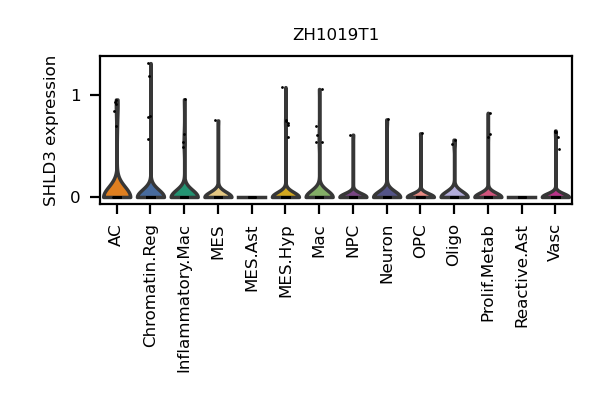 ZH1019T1
SHLD3 expression
1
0
AC
Chromatin.Reg
Inflammatory.Mac
MES
MES.Ast
MES.Hyp
Mac
NPC
Neuron
OPC
Oligo
Prolif.Metab
Reactive.Ast
Vasc